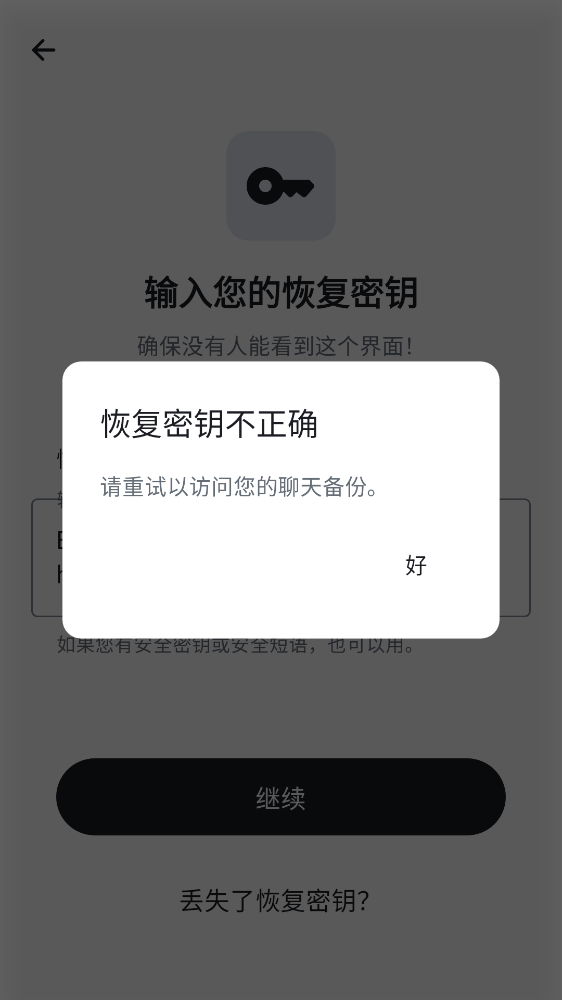 输入您的恢复密钥
确保没有人能看到这个界面！
恢复密钥不正确
请重试以访问您的聊天备份。
好
如果您有安全密钥或安全短语，也可以用。
继续
丢失了恢复密钥？